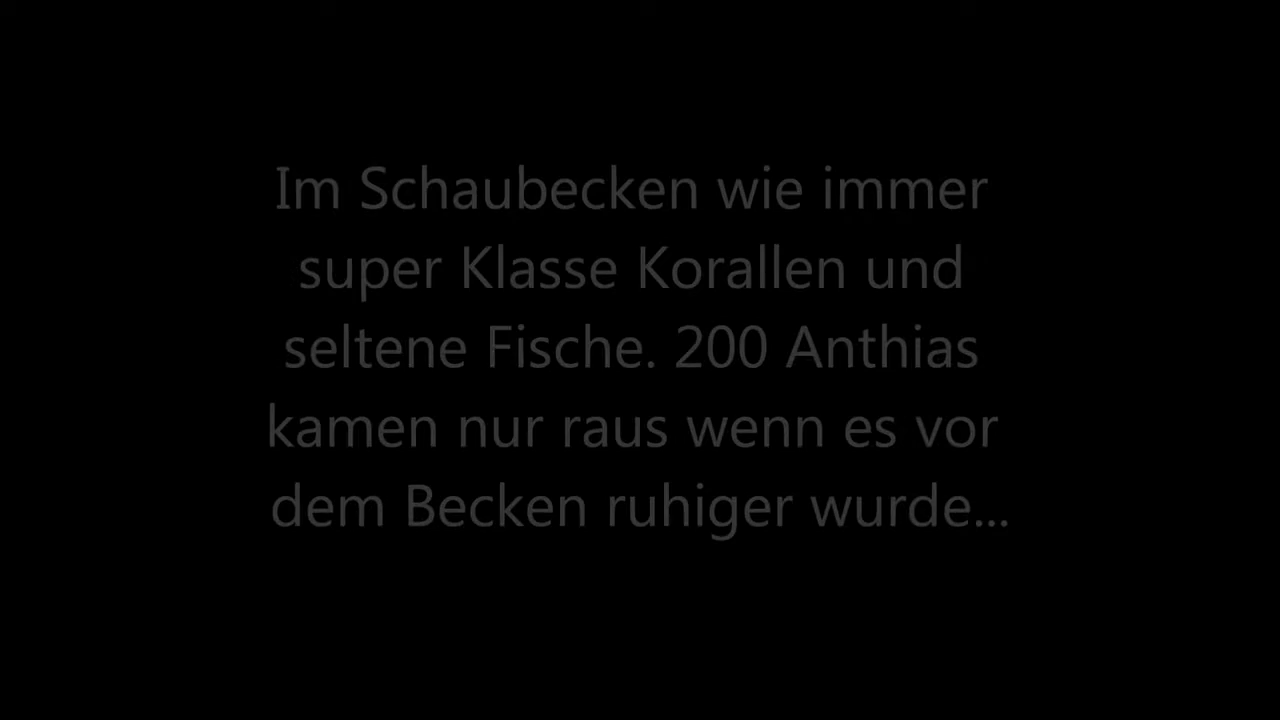 Im Schaubecken wie immer
super Klasse Korallen und
seltene Fische. 200 Anthias
kamen nur raus wenn es vor
dem Becken ruhiger wurde...